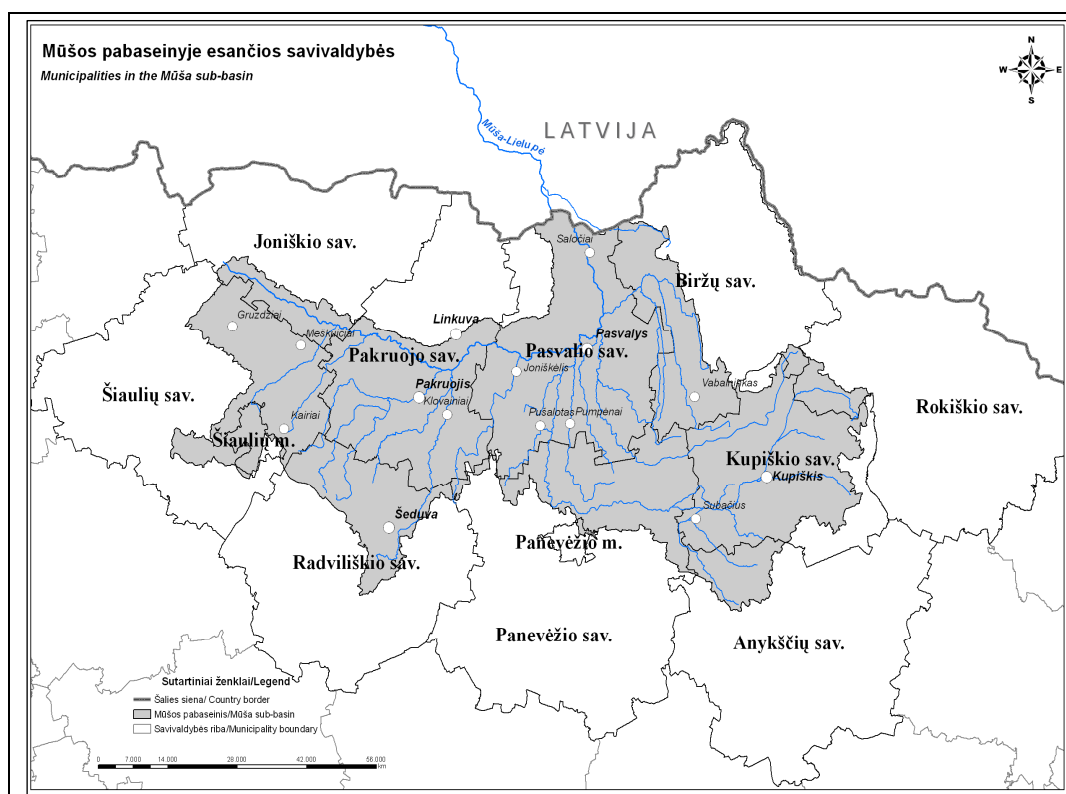 Mūšos pabaseinyje esančios savivaldybės
Municipalities in the Mūša sub-basin
N
W
E
S
LATVIJA
Mūša-Lielupė
Joniškio sav.
Saločiai
Biržų sav.
Gruzdžiai
Meškuičiai
Linkuva
Pasvalys
Pakruojo sav.
Pasvalio sav.
Joniškėlis
Pakruojis
Klovainiai
Vabalninkas
Šiaulių sav.
Rokiškio sav.
Kairiai
Pušalotas
Pumpėnai
Šiaulių m.
Kupiškio sav.
Kupiškis
Šeduva
Subačius
Panevėžio m.
Radviliškio sav.
Panevėžio sav.
Anykščių sav.
Sutartiniai ženklai/Legend
Šalies siena/ Country border
Mūšos pabaseinis/Mūša sub-basin
Savivaldybės riba/Municipality boundary
0 7.000 14.000 28.000 42.000 56.000
km